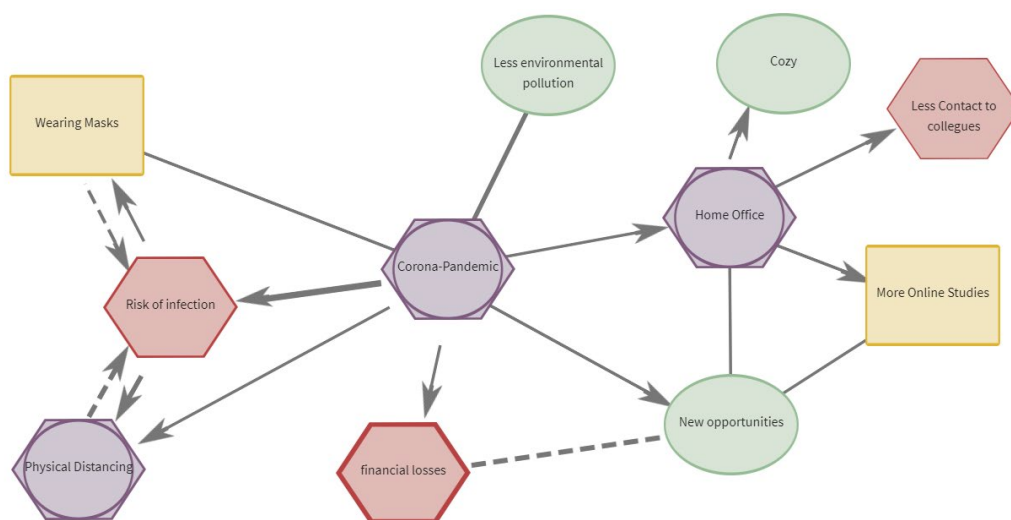 Less environmental
pollution
Cozy
Wearing Masks
Less Contact to
collegues
Home Office
Corona-Pandemic
Risk of infection
More Online Studies
New opportunities
Physical Distancing
financial losses